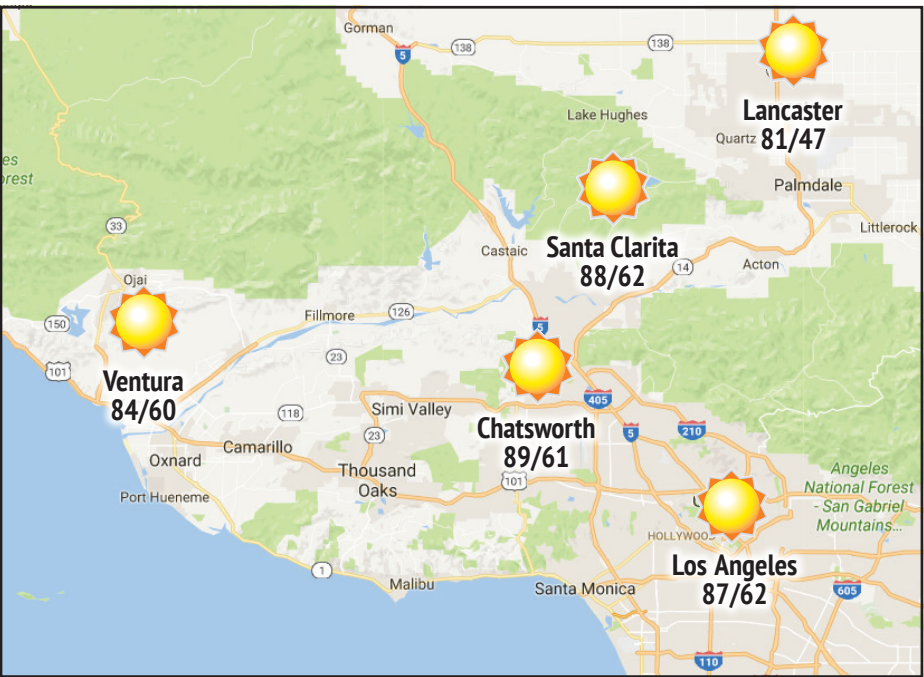 Gorman
5
138
138
Lancaster
81/47
Lake Hughes
Quartz
es
orest
Palmdale
33
Littlerock
Castaic
Santa Clarita
88/62
14
Acton
Ojai
150
Fillmore
126
5
101
23
Ventura
84/60
118
Simi Valley
405
Chatsworth
89/61
5
210
23
Camarillo
Oxnard
Thousand
Oaks
101
Port Hueneme
Angeles
National Forest
- San Gabriel
Mountains...
HOLLYWOOD
Los Angeles
87/62
1
Malibu
Santa Monica
605
110